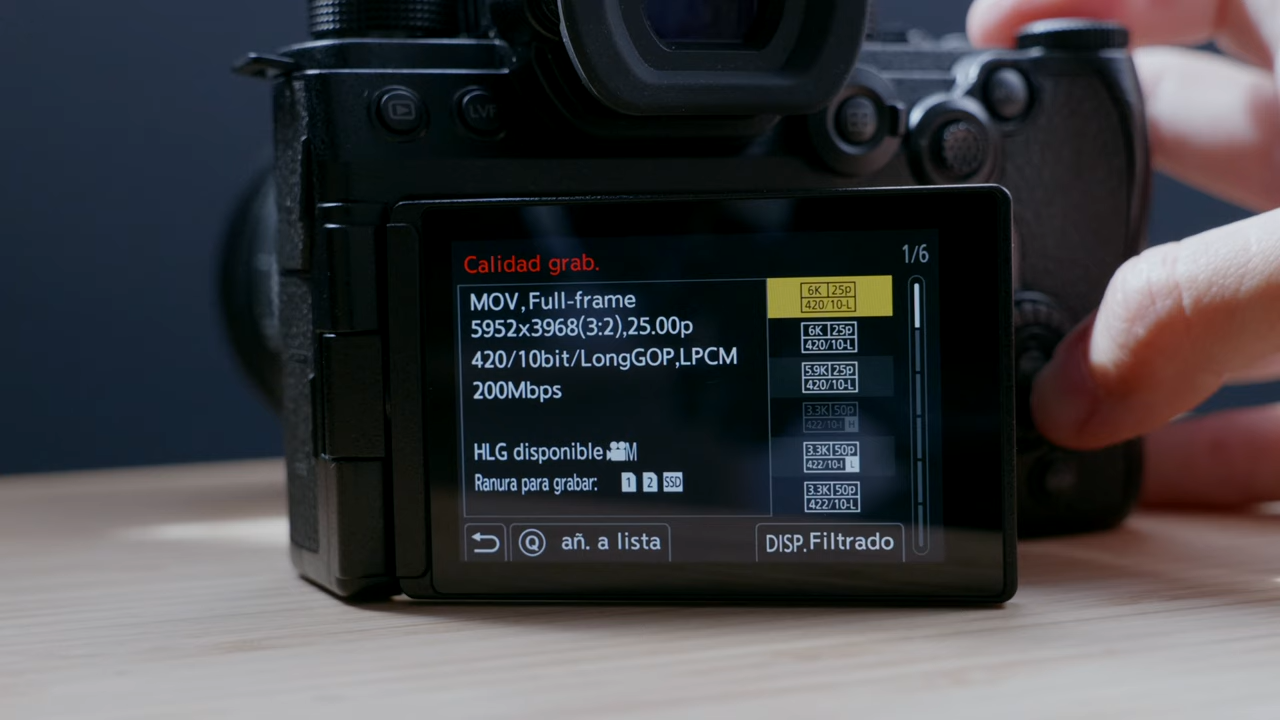 LVF
Calidad grab.
1/6
MOV,Full-frame
5952x3968(3:2),25.00p
420/10bit/LongGOP,LPCM
200Mbps
HLG disponible M
Ranura para grabar: 1 2 SSD
6K 25p
420/10-L
6K 25p
420/10-L
5.9K 25p
420/10-L
3.3K 50p
422/10-I H
3.3K 50p
422/10-I L
3.3K 50p
422/10-L
Q añ. a lista
DISP.Filtrado